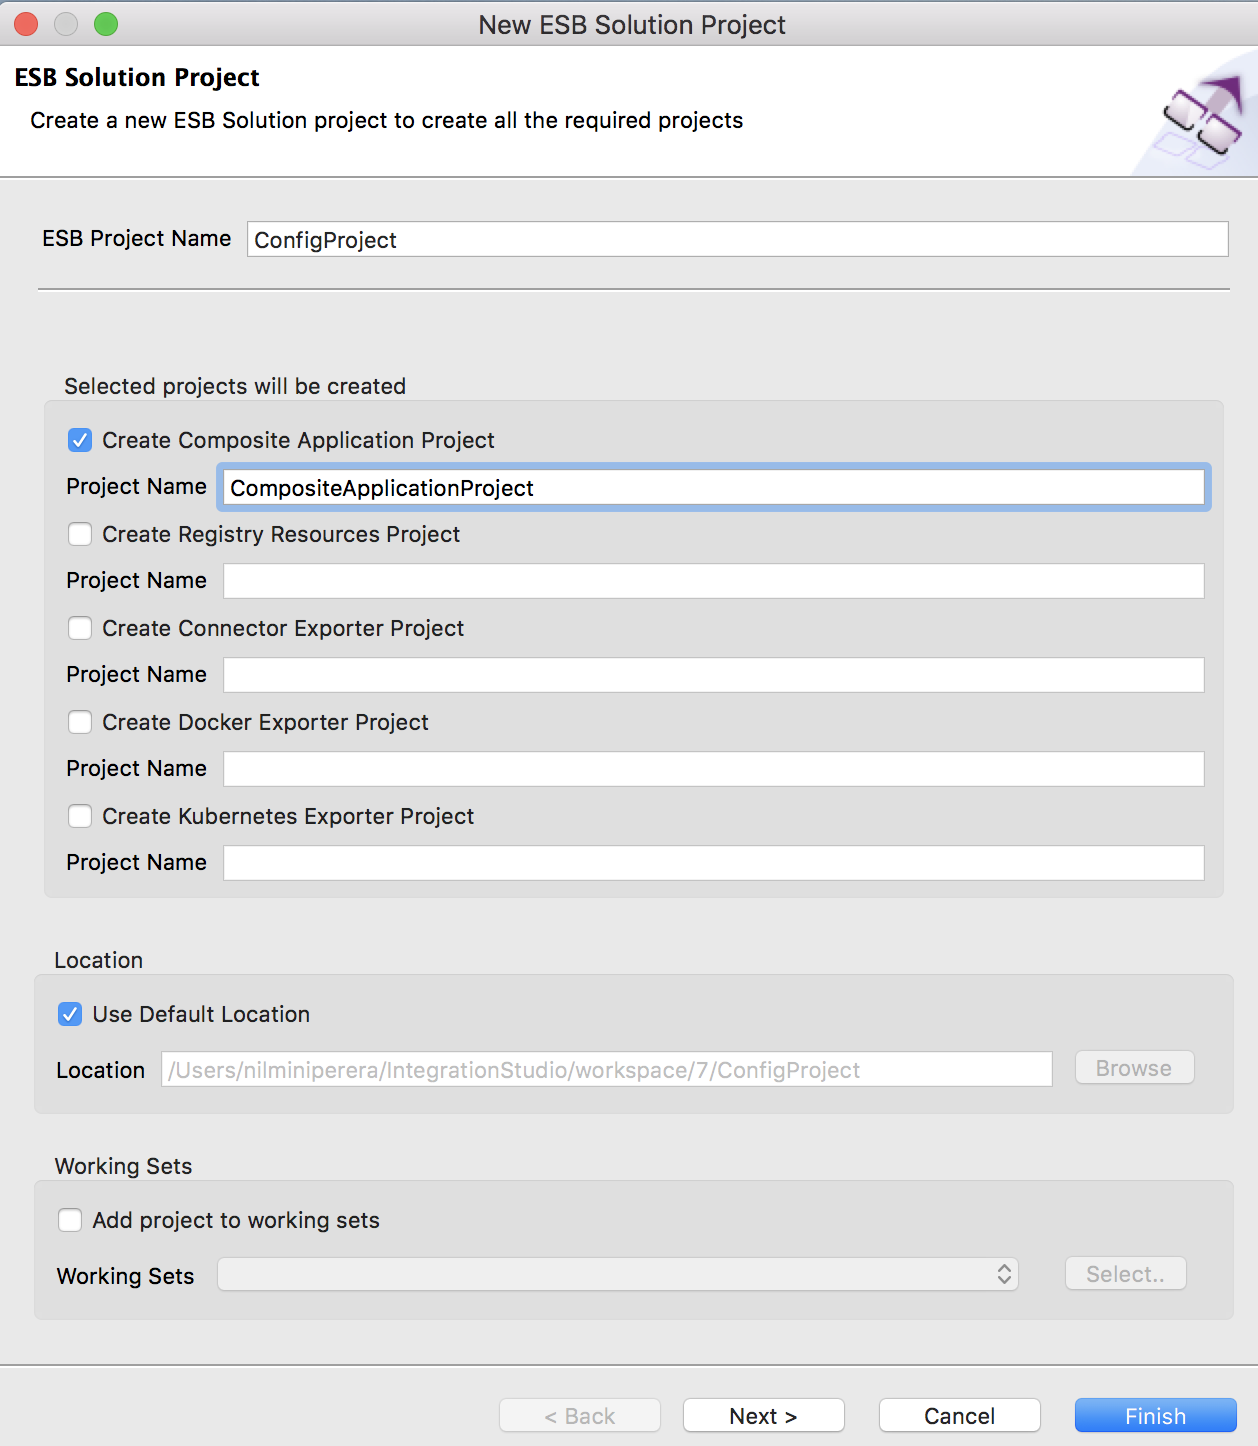 New ESB Solution Project
ESB Solution Project
Create a new ESB Solution project to create all the required projects
ESB Project Name ConfigProject
Selected projects will be created
Create Composite Application Project
Project Name CompositeApplicationProject
Create Registry Resources Project
Project Name
Create Connector Exporter Project
Project Name
Create Docker Exporter Project
Project Name
Create Kubernetes Exporter Project
Project Name
Location
Use Default Location
Location /Users/nilminiperera/IntegrationStudio/workspace/7/ConfigProject Browse
Working Sets
Add project to working sets
Working Sets Select..
< Back Next > Cancel Finish